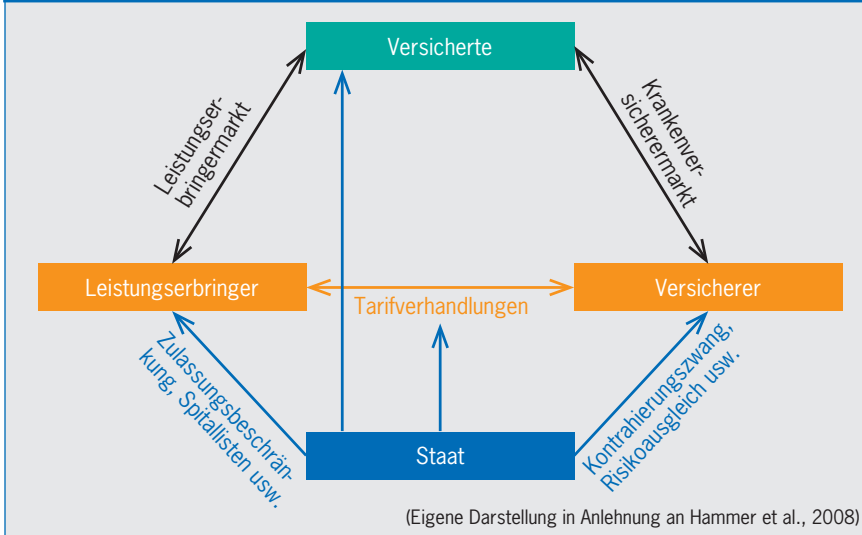 Versicherte
Leistungser-
bringermarkt
Krankenver-
sicherermarkt
Leistungserbringer
Tarifverhandlungen
Versicherer
Zulassungsbeschrän-
kung, Spitallisten usw.
Kontrahierungszwang,
Risikoausgleich usw.
Staat
(Eigene Darstellung in Anlehnung an Hammer et al., 2008)